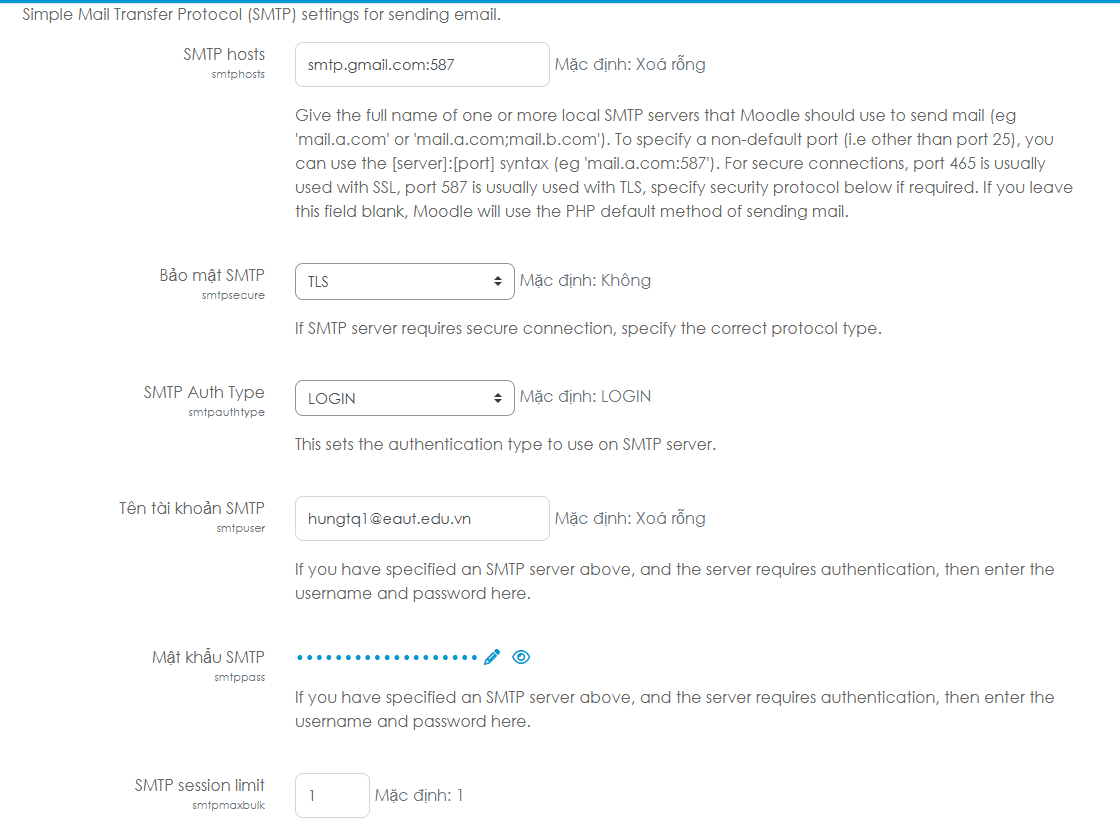 Simple Mail Transfer Protocol (SMTP) settings for sending email.
SMTP hosts
smtphosts
smtp.gmail.com:587
Mặc định: Xoá rỗng
Give the full name of one or more local SMTP servers that Moodle should use to send mail (eg
'mail.a.com' or 'mail.a.com;mail.b.com'). To specify a non-default port (i.e other than port 25), you
can use the [server]:[port] syntax (eg 'mail.a.com:587'). For secure connections, port 465 is usually
used with SSL, port 587 is usually used with TLS, specify security protocol below if required. If you leave
this field blank, Moodle will use the PHP default method of sending mail.
Bảo mật SMTP
smtpsecure
TLS
Mặc định: Không
If SMTP server requires secure connection, specify the correct protocol type.
SMTP Auth Type
smtpauthtype
LOGIN
Mặc định: LOGIN
This sets the authentication type to use on SMTP server.
Tên tài khoản SMTP
smtpuser
hungtq1@eaut.edu.vn
Mặc định: Xoá rỗng
If you have specified an SMTP server above, and the server requires authentication, then enter the
username and password here.
Mật khẩu SMTP
smtppass
If you have specified an SMTP server above, and the server requires authentication, then enter the
username and password here.
SMTP session limit
smtpmaxbulk
1
Mặc định: 1